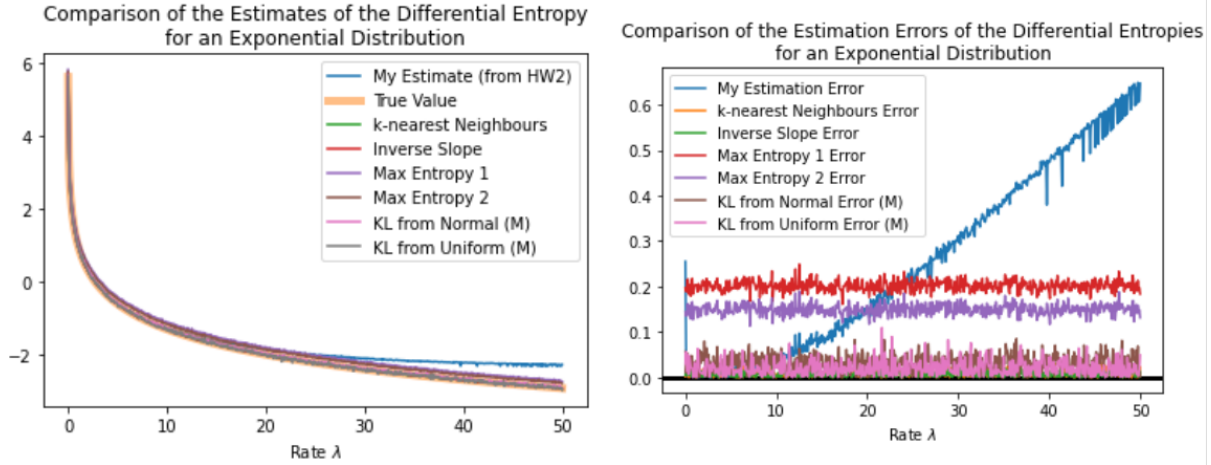 Comparison of the Estimates of the Differential Entropy
for an Exponential Distribution
6
4
2
0
−2
My Estimate (from HW2)
True Value
k-nearest Neighbours
Inverse Slope
Max Entropy 1
Max Entropy 2
KL from Normal (M)
KL from Uniform (M)
0 10 20 30 40 50
Rate λ
Comparison of the Estimation Errors of the Differential Entropies
for an Exponential Distribution
0.6
0.5
0.4
0.3
0.2
0.1
0.0
My Estimation Error
k-nearest Neighbours Error
Inverse Slope Error
Max Entropy 1 Error
Max Entropy 2 Error
KL from Normal Error (M)
KL from Uniform Error (M)
0 10 20 30 40 50
Rate λ